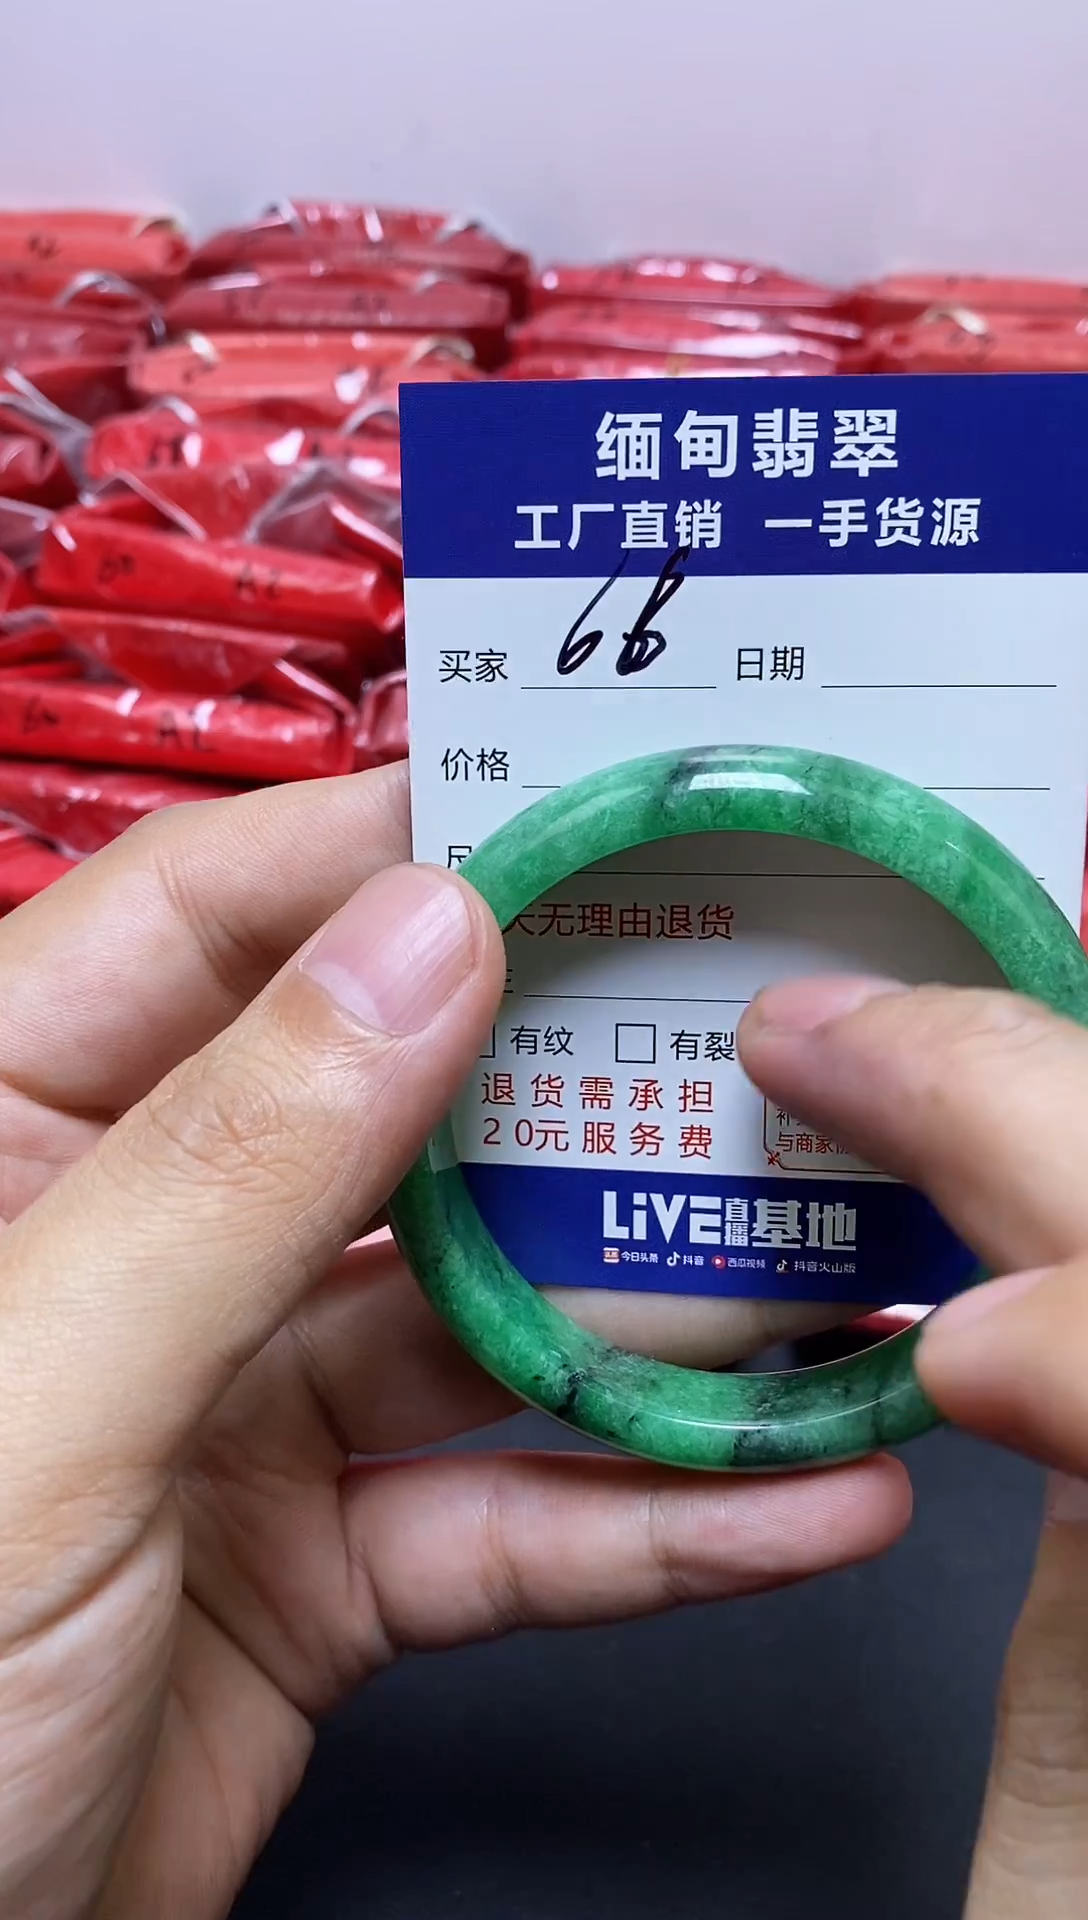 缅甸翡翠
工厂直销 一手货源
买家 68 日期
价格
天无理由退货
有纹 有裂
退货需承担
20元服务费
与商家
LiVE直播基地
今日头条 抖音 西瓜视频 抖音火山版
AZ
AZ